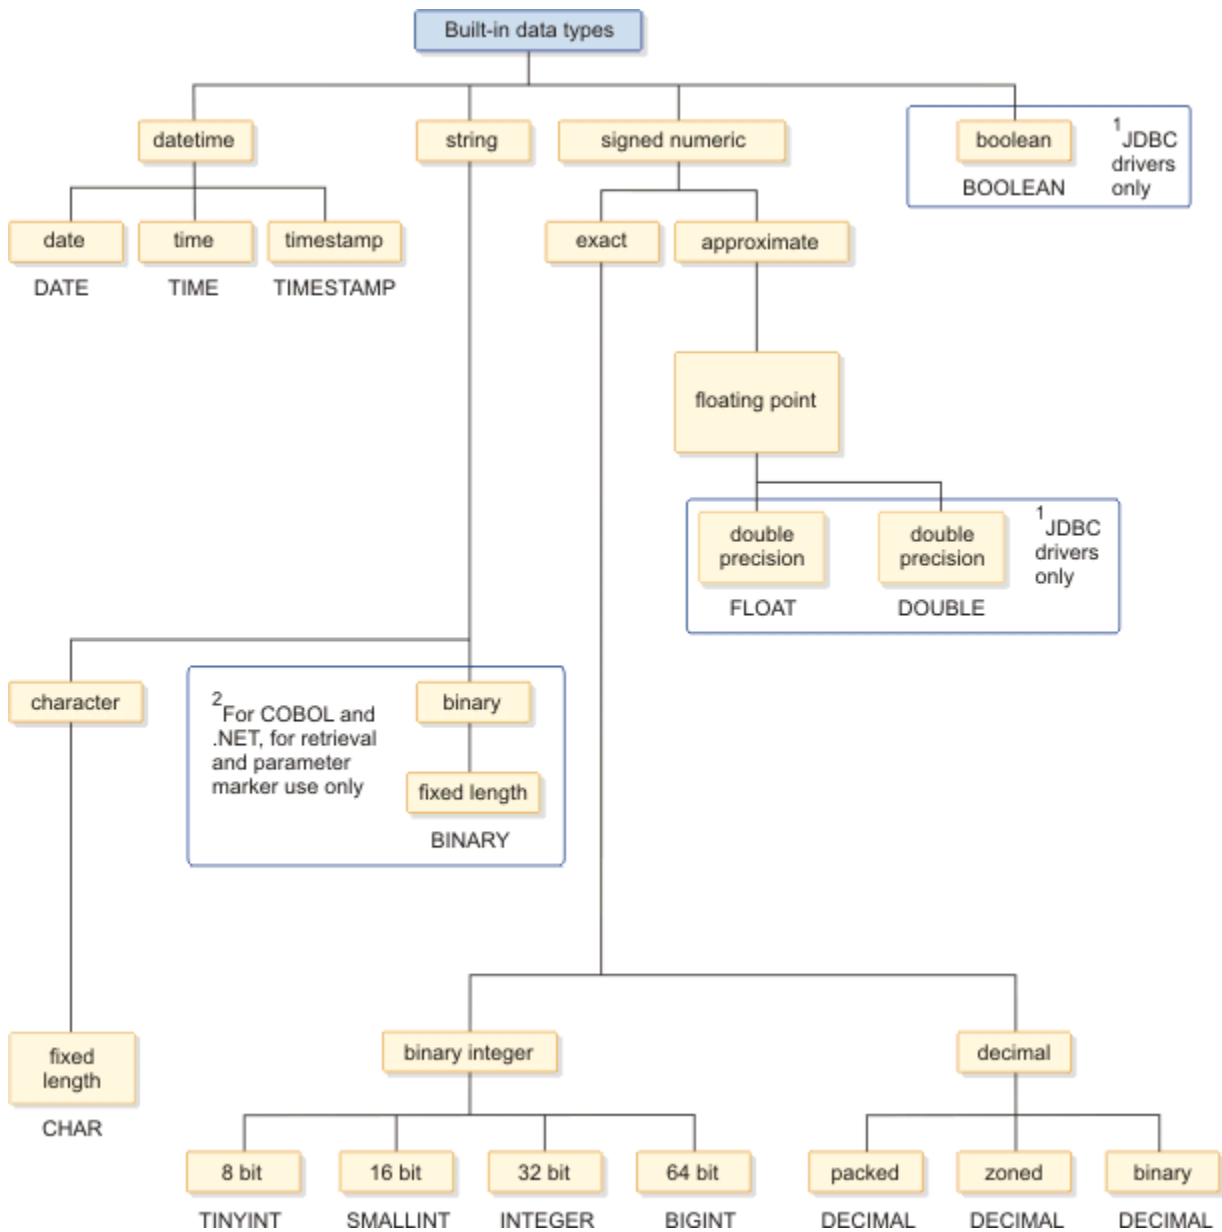 Built-in data types
datetime
string
signed numeric
boolean
BOOLEAN
1JDBC
drivers
only
date
time
timestamp
DATE
TIME
TIMESTAMP
exact
approximate
floating point
double
precision
FLOAT
double
precision
DOUBLE
1JDBC
drivers
only
character
2For COBOL and
.NET, for retrieval
and parameter
marker use only
binary
fixed length
BINARY
fixed
length
CHAR
binary integer
decimal
8 bit
16 bit
32 bit
64 bit
packed
zoned
binary
TINYINT
SMALLINT
INTEGER
BIGINT
DECIMAL
DECIMAL
DECIMAL